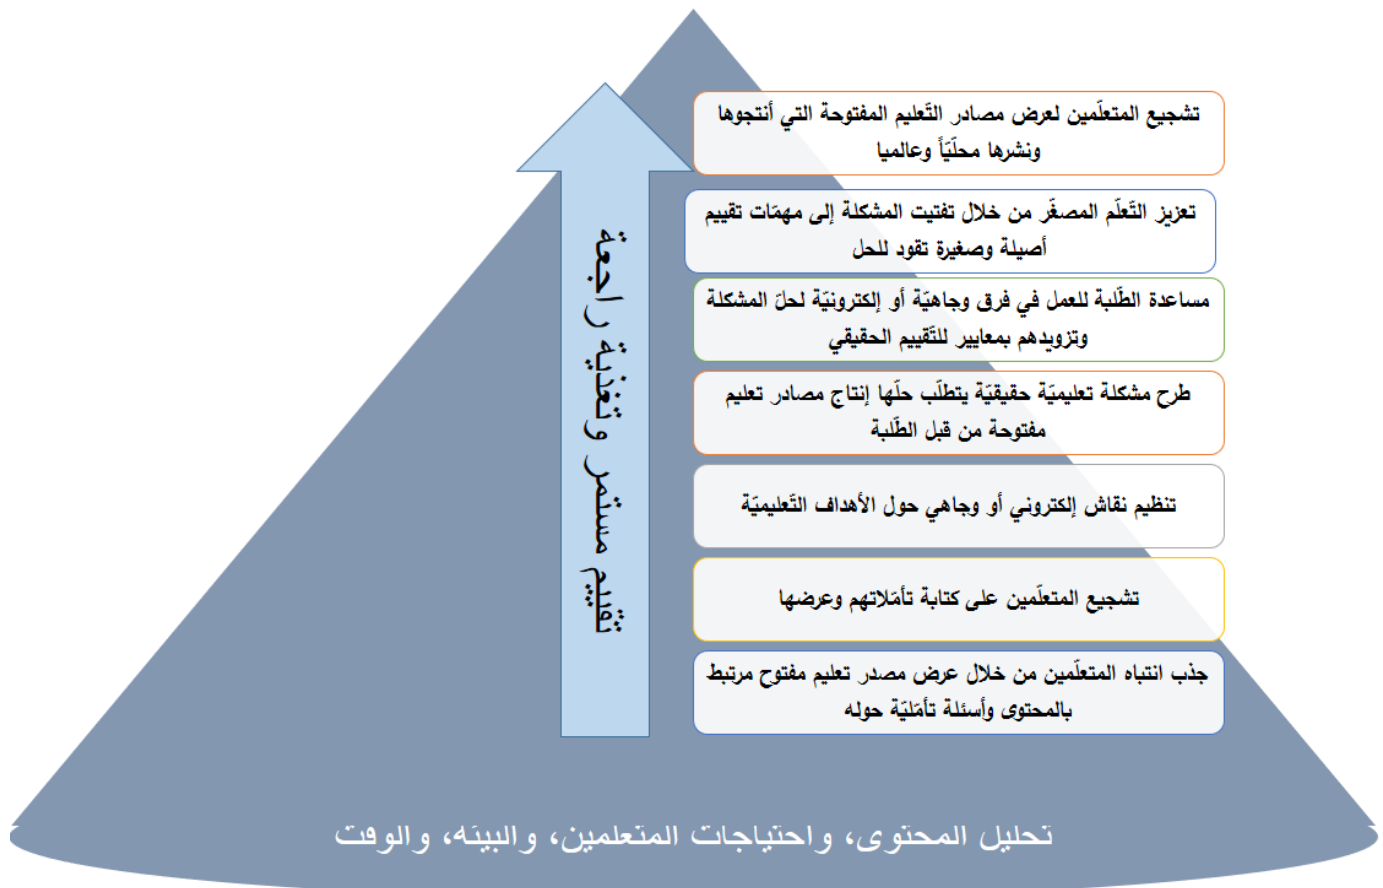 تشجيع المتعلّمين لعرض مصادر التّعليم المفتوحة التي أنتجوها
ونشرها محلّيّاً وعالميا
تعزيز التّعلّم المصغّر من خلال تفتيت المشكلة إلى مهمّات تقييم
أصيلة وصغيرة تقود للحل
مساعدة الطّلبة للعمل في فرق وجاهيّة أو إلكترونيّة لحلّ المشكلة
وتزويدهم بمعايير للتّقييم الحقيقي
طرح مشكلة تعليميّة حقيقيّة يتطلّب حلّها إنتاج مصادر تعليم
مفتوحة من قبل الطّلبة
تنظيم نقاش إلكتروني أو وجاهي حول الأهداف التّعليميّة
تشجيع المتعلّمين على كتابة تأمّلاتهم وعرضها
جذب انتباه المتعلّمين من خلال عرض مصدر تعليم مفتوح مرتبط
بالمحتوى وأسئلة تأمّليّة حوله
تقييم مستمر وتغذية راجعة
تحليل المحتوى، واحتياجات المتعلمين، والبيئه، والوقت